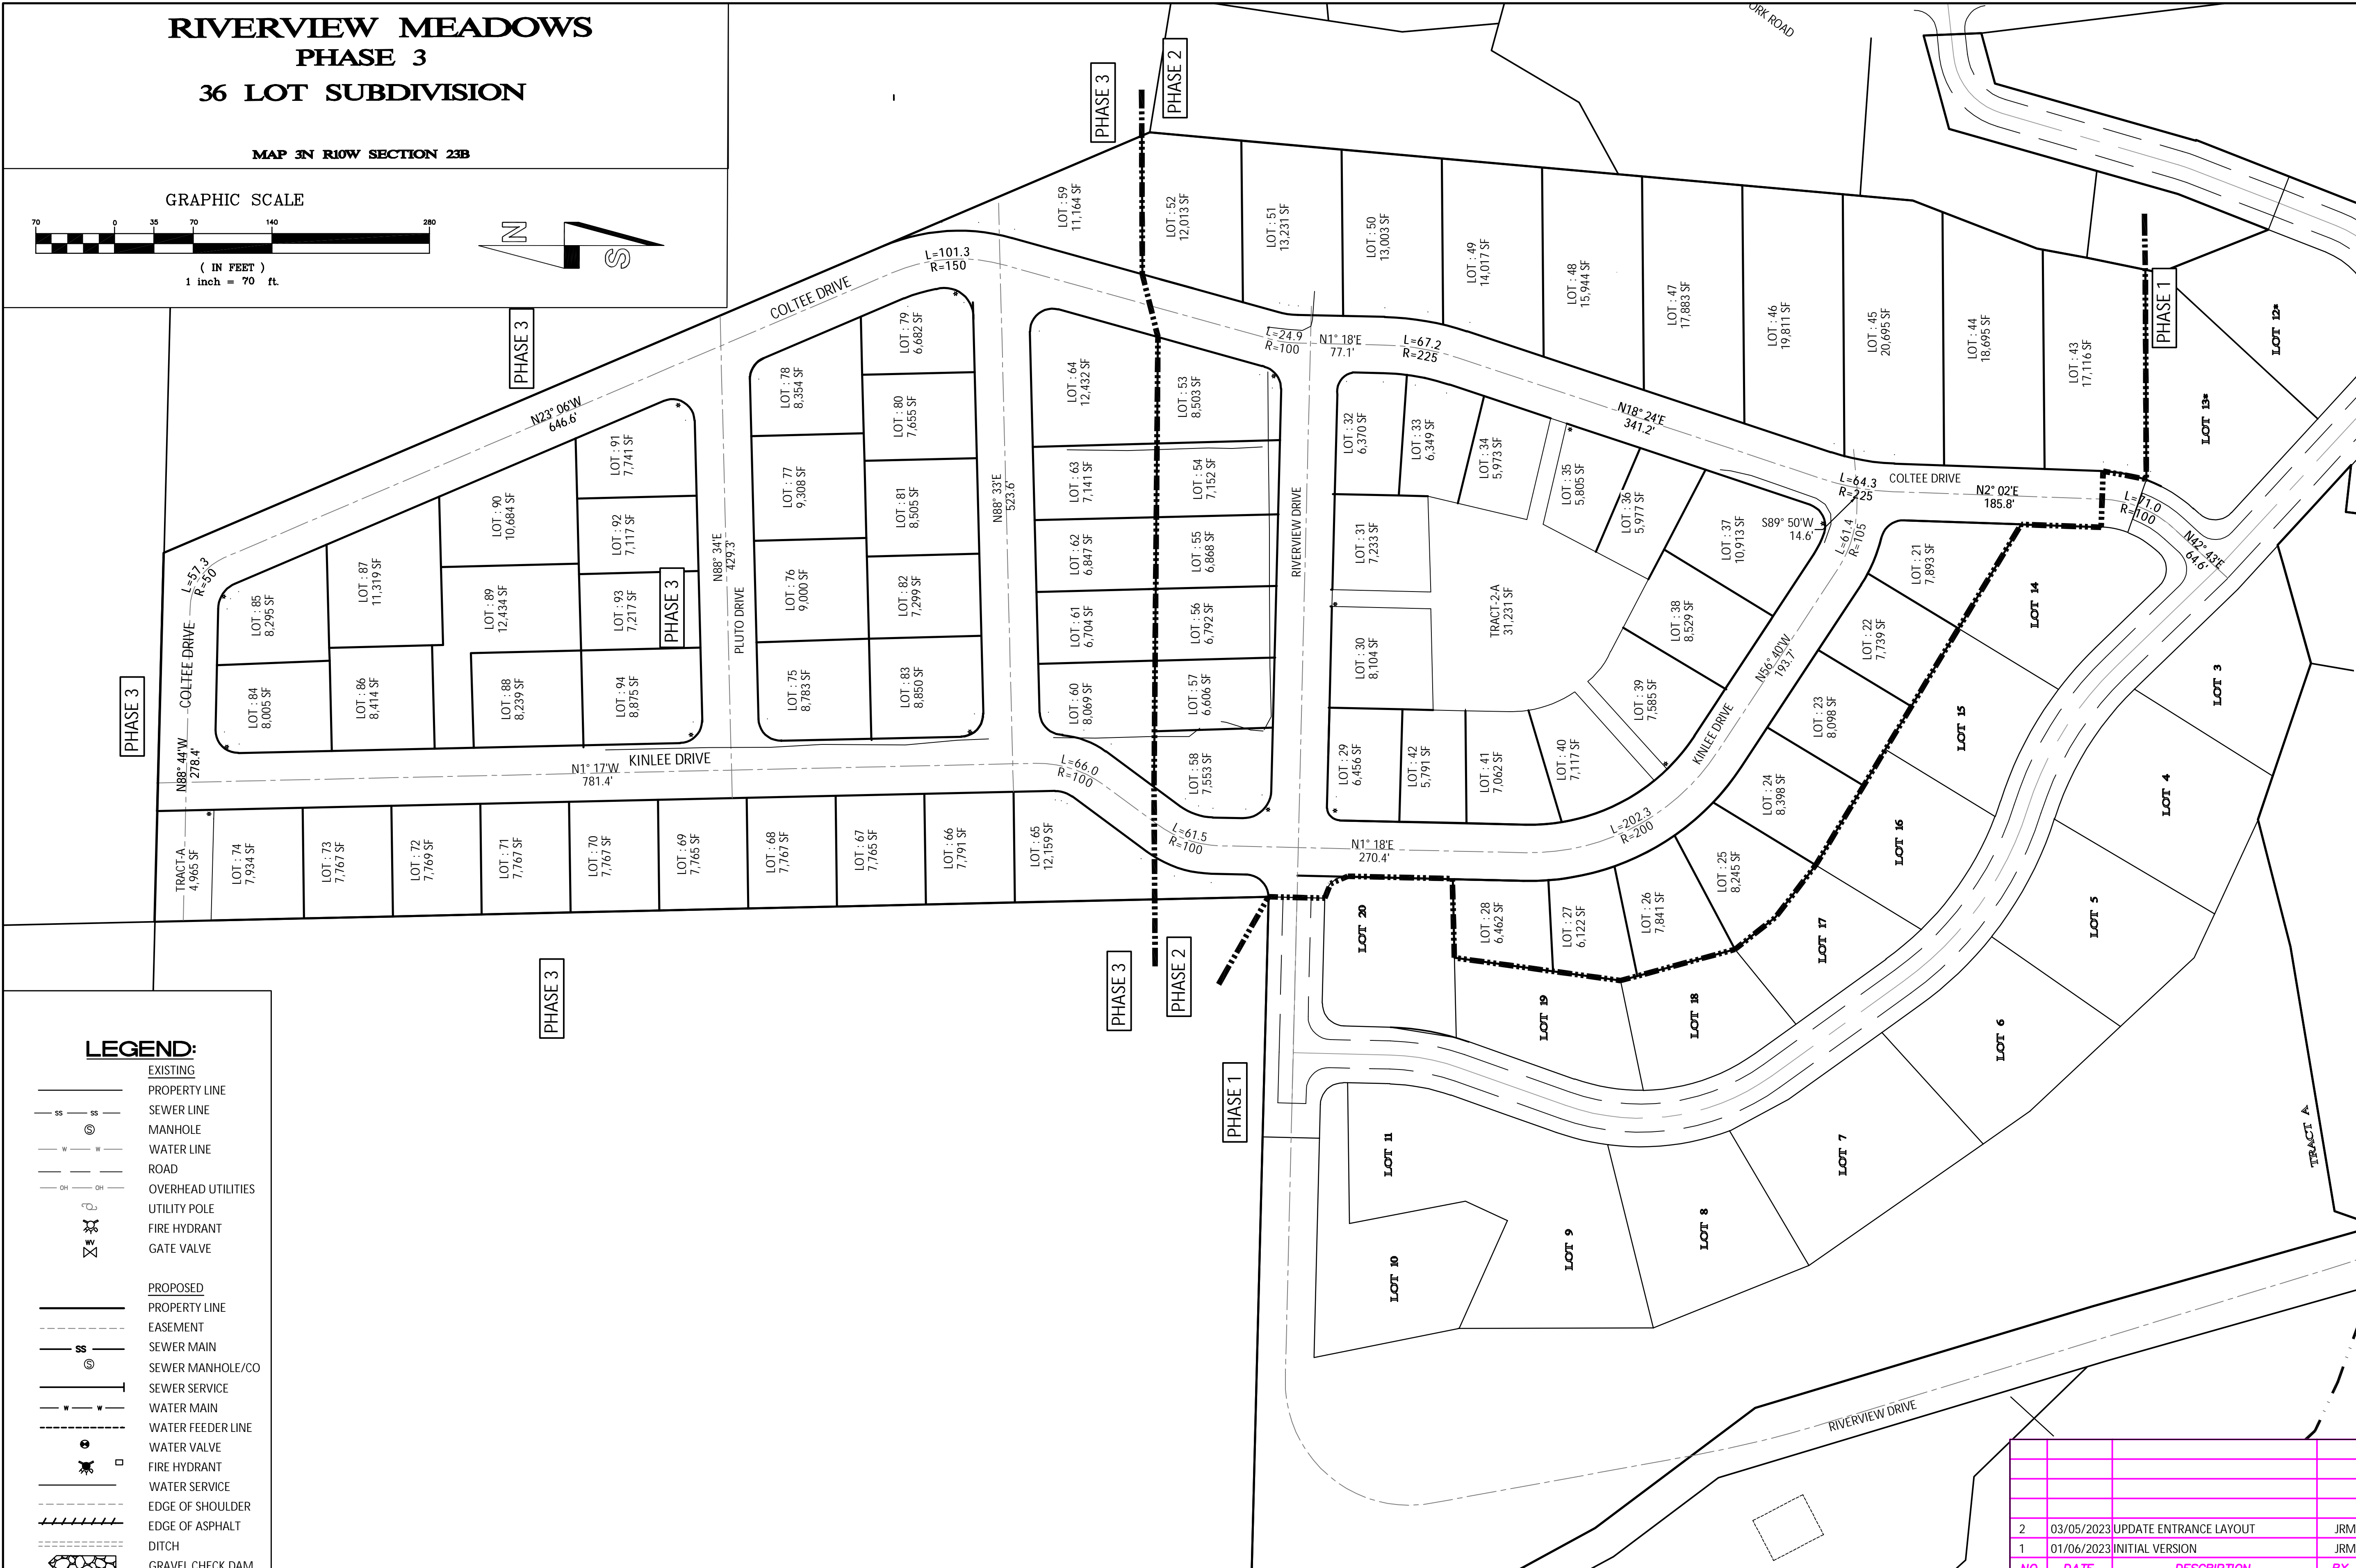 RIVERVIEW MEADOWS
PHASE 3
36 LOT SUBDIVISION
MAP 3N R10W SECTION 23B
GRAPHIC SCALE
70 0 35 70 140 280
( IN FEET )
1 inch = 70 ft.
N
S
PHASE 3
PHASE 2
ORK ROAD
PHASE 3
COLTEE DRIVE
L=101.3
R=150
N23° 06'W
646.6'
L=57.3
R=50
COLTEE DRIVE
N88° 44'W
278.4'
PHASE 3
LOT : 59
11,164 SF
LOT : 52
12,013 SF
LOT : 51
13,231 SF
LOT : 50
13,003 SF
LOT : 49
14,017 SF
LOT : 48
15,944 SF
LOT : 47
17,883 SF
LOT : 46
19,811 SF
LOT : 45
20,695 SF
LOT : 44
18,695 SF
LOT : 43
17,116 SF
PHASE 1
LOT 12*
LOT 13*
LOT : 79
6,682 SF
LOT : 78
8,354 SF
LOT : 80
7,655 SF
LOT : 77
9,308 SF
LOT : 81
8,505 SF
LOT : 76
9,000 SF
LOT : 82
7,299 SF
LOT : 75
8,783 SF
LOT : 83
8,850 SF
LOT : 91
7,741 SF
LOT : 90
10,684 SF
LOT : 92
7,117 SF
LOT : 87
11,319 SF
LOT : 89
12,434 SF
LOT : 93
7,217 SF
PHASE 3
LOT : 85
8,295 SF
LOT : 84
8,005 SF
LOT : 86
8,414 SF
LOT : 88
8,239 SF
LOT : 94
8,875 SF
N88° 34'E
429.3'
PLUTO DRIVE
N88° 33'E
523.6'
LOT : 64
12,432 SF
LOT : 53
8,503 SF
LOT : 63
7,141 SF
LOT : 54
7,152 SF
LOT : 62
6,847 SF
LOT : 55
6,868 SF
LOT : 61
6,704 SF
LOT : 56
6,792 SF
LOT : 60
8,069 SF
LOT : 57
6,606 SF
LOT : 58
7,553 SF
L=24.9
R=100
N1° 18'E
77.1'
L=67.2
R=225
N18° 24'E
341.2'
L=64.3
R=225
COLTEE DRIVE
N2° 02'E
185.8'
L=71.0
R=100
N42° 43'E
64.6'
S89° 50'W
14.6'
L=61.4
R=105
RIVERVIEW DRIVE
LOT : 32
6,370 SF
LOT : 33
6,349 SF
LOT : 34
5,973 SF
LOT : 35
5,805 SF
LOT : 36
5,977 SF
LOT : 37
10,913 SF
LOT : 31
7,233 SF
TRACT-2-A
31,231 SF
LOT : 38
8,529 SF
LOT : 30
8,104 SF
LOT : 39
7,585 SF
LOT : 29
6,456 SF
LOT : 42
5,791 SF
LOT : 41
7,062 SF
LOT : 40
7,117 SF
N56° 40'W
193.7'
KINLEE DRIVE
L=202.3
R=200
N1° 18'E
270.4'
L=61.5
R=100
L=66.0
R=100
KINLEE DRIVE
N1° 17'W
781.4'
LOT : 21
7,893 SF
LOT : 22
7,739 SF
LOT : 23
8,098 SF
LOT : 24
8,398 SF
LOT : 25
8,245 SF
LOT : 26
7,841 SF
LOT : 27
6,122 SF
LOT : 28
6,462 SF
TRACT-A
4,965 SF
LOT : 74
7,934 SF
LOT : 73
7,767 SF
LOT : 72
7,769 SF
LOT : 71
7,767 SF
LOT : 70
7,767 SF
LOT : 69
7,765 SF
LOT : 68
7,767 SF
LOT : 67
7,765 SF
LOT : 66
7,791 SF
LOT : 65
12,159 SF
LOT 14
LOT 15
LOT 16
LOT 17
LOT 18
LOT 19
LOT 20
LOT 3
LOT 4
LOT 5
LOT 6
LOT 7
LOT 8
LOT 9
LOT 10
LOT 11
TRACT A
PHASE 3
PHASE 3
PHASE 2
PHASE 1
RIVERVIEW DRIVE
LEGEND:
EXISTING
PROPERTY LINE
SS SS SEWER LINE
S MANHOLE
W W WATER LINE
ROAD
OH OH OVERHEAD UTILITIES
UTILITY POLE
FIRE HYDRANT
WV GATE VALVE
PROPOSED
PROPERTY LINE
EASEMENT
SS SEWER MAIN
S SEWER MANHOLE/CO
SEWER SERVICE
W W WATER MAIN
WATER FEEDER LINE
WATER VALVE
FIRE HYDRANT
WATER SERVICE
EDGE OF SHOULDER
EDGE OF ASPHALT
DITCH
GRAVEL CHECK DAM
2 03/05/2023 UPDATE ENTRANCE LAYOUT JRM
1 01/06/2023 INITIAL VERSION JRM
NO DATE DESCRIPTION BY